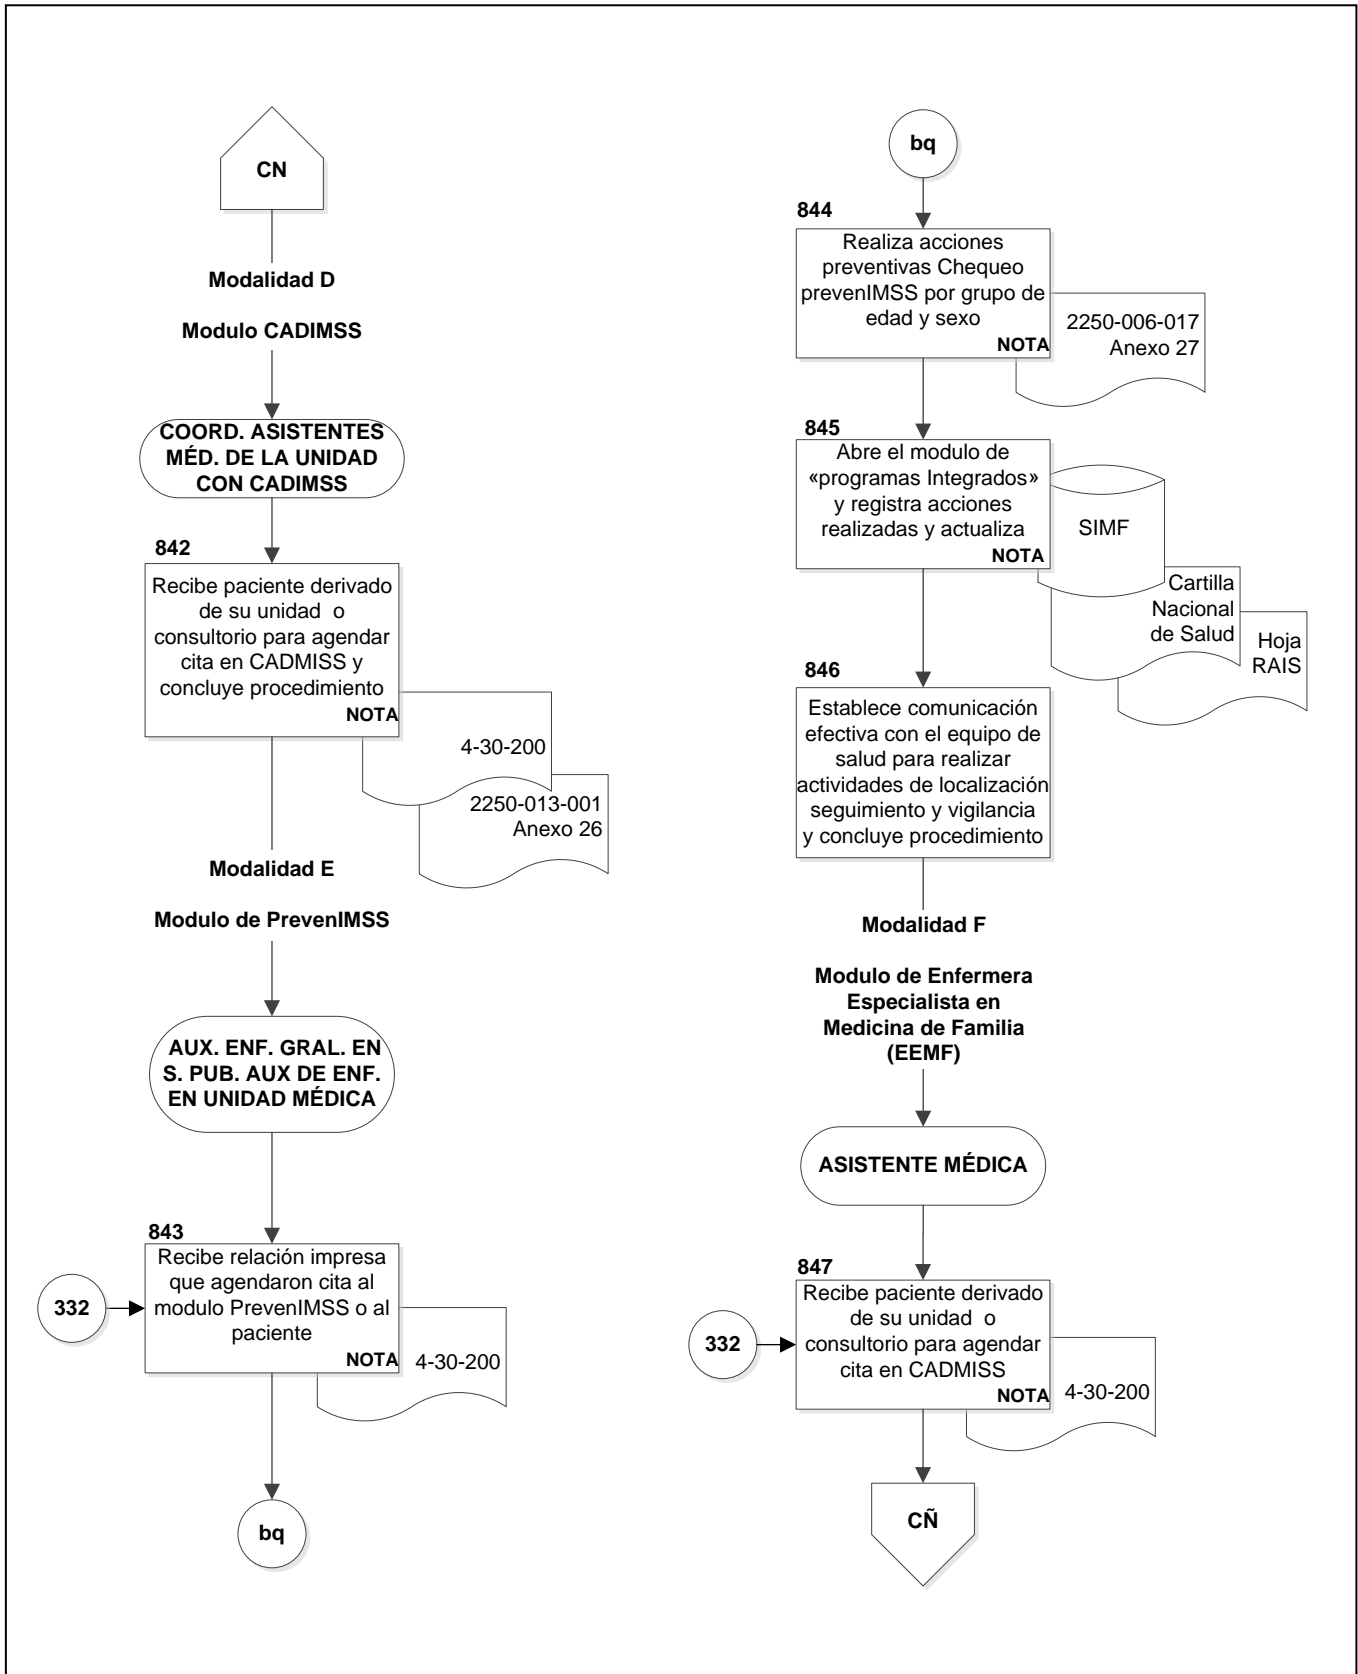 CN
Modalidad D
Modulo CADIMSS
COORD. ASISTENTES
MÉD. DE LA UNIDAD
CON CADIMSS
842
Recibe paciente derivado
de su unidad o
consultorio para agendar
cita en CADMISS y
concluye procedimiento
NOTA
4-30-200
2250-013-001
Anexo 26
Modalidad E
Modulo de PrevenIMSS
AUX. ENF. GRAL. EN
S. PUB. AUX DE ENF.
EN UNIDAD MÉDICA
843
Recibe relación impresa
que agendaron cita al
modulo PrevenIMSS o al
paciente
NOTA
332
4-30-200
bq
bq
844
Realiza acciones
preventivas Chequeo
prevenIMSS por grupo de
edad y sexo
NOTA
2250-006-017
Anexo 27
845
Abre el modulo de
«programas Integrados»
y registra acciones
realizadas y actualiza
NOTA
SIMF
Cartilla
Nacional
de Salud
Hoja
RAIS
846
Establece comunicación
efectiva con el equipo de
salud para realizar
actividades de localización
seguimiento y vigilancia
y concluye procedimiento
Modalidad F
Modulo de Enfermera
Especialista en
Medicina de Familia
(EEMF)
ASISTENTE MÉDICA
847
Recibe paciente derivado
de su unidad o
consultorio para agendar
cita en CADMISS
NOTA
332
4-30-200
CÑ